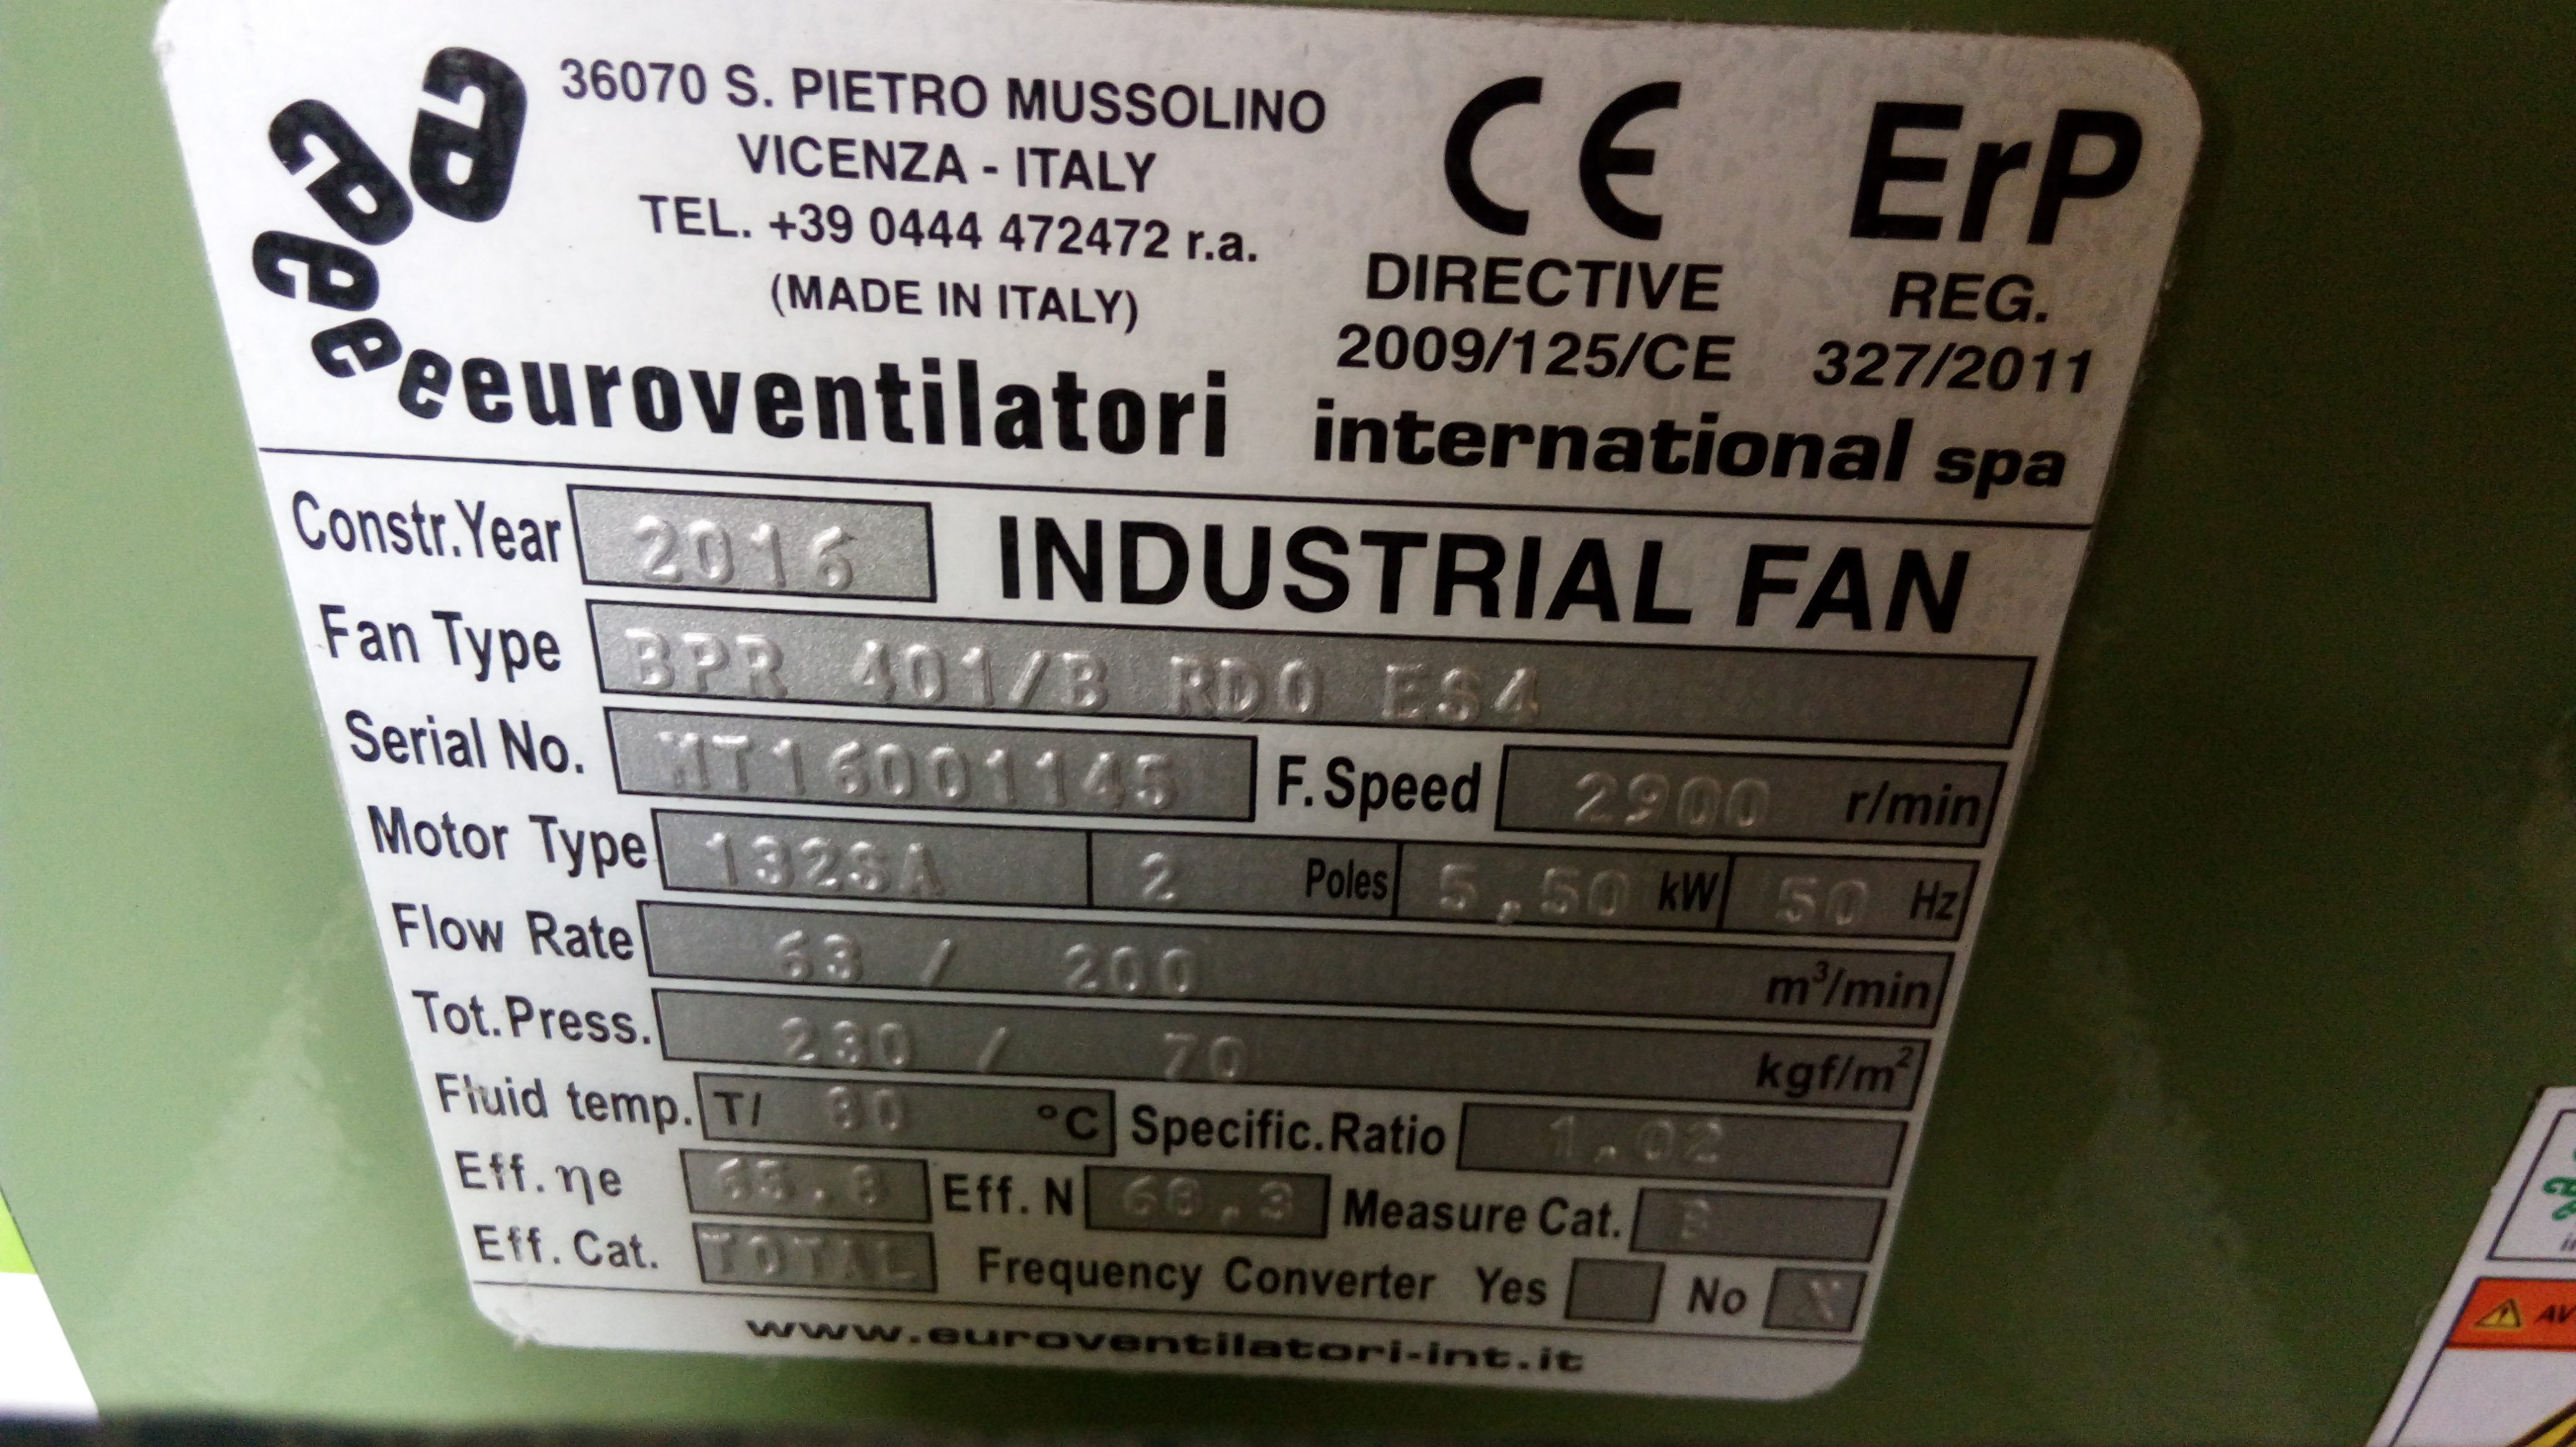 36070 S. PIETRO MUSSOLINO
VICENZA - ITALY
TEL. +39 0444 472472 r.a.
(MADE IN ITALY)
CE ErP
DIRECTIVE REG.
2009/125/CE 327/2011
euroventilatori international spa
Constr.Year 2016 INDUSTRIAL FAN
Fan Type BPR 401/B RD0 ES4
Serial No. MT16001145 F.Speed 2900 r/min
Motor Type 132SA 2 Poles 5,50 kW 50 Hz
Flow Rate 63 / 200 m³/min
Tot.Press. 230 / 70 kgf/m²
Fluid temp. T/ °C Specific.Ratio 1.02
Eff. ηe Eff. N 68.3 Measure Cat. B
Eff. Cat. TOTAL Frequency Converter Yes No X
www.euroventilatori-int.it
AV